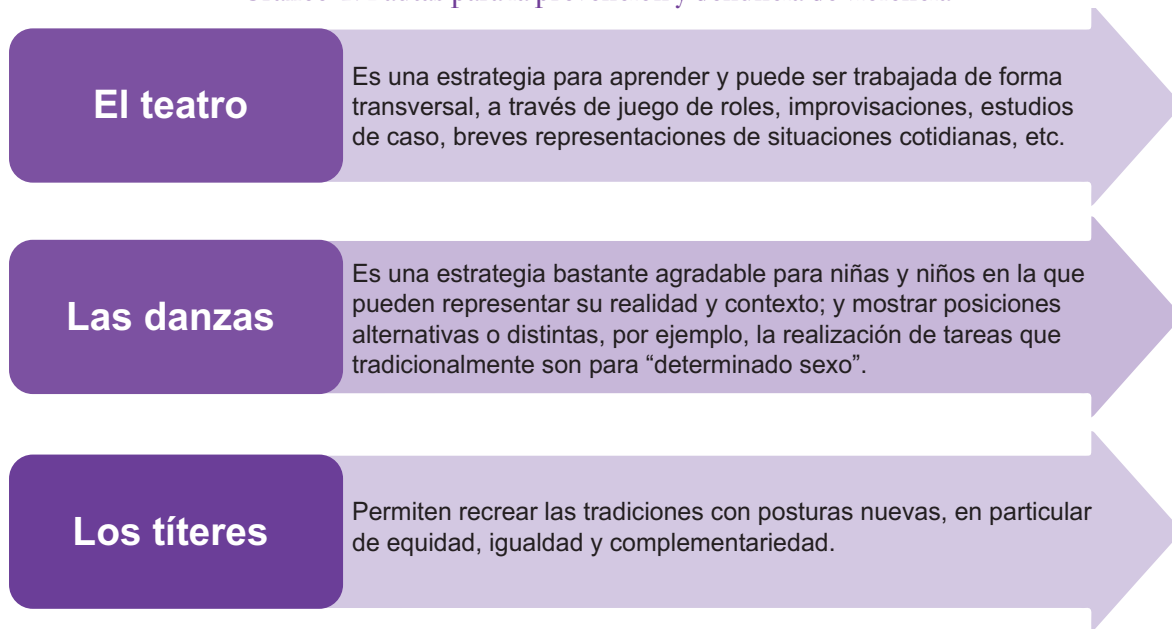 El teatro
Es una estrategia para aprender y puede ser trabajada de forma
transversal, a través de juego de roles, improvisaciones, estudios
de caso, breves representaciones de situaciones cotidianas, etc.
Las danzas
Es una estrategia bastante agradable para niñas y niños en la que
pueden representar su realidad y contexto; y mostrar posiciones
alternativas o distintas, por ejemplo, la realización de tareas que
tradicionalmente son para “determinado sexo”.
Los títeres
Permiten recrear las tradiciones con posturas nuevas, en particular
de equidad, igualdad y complementariedad.